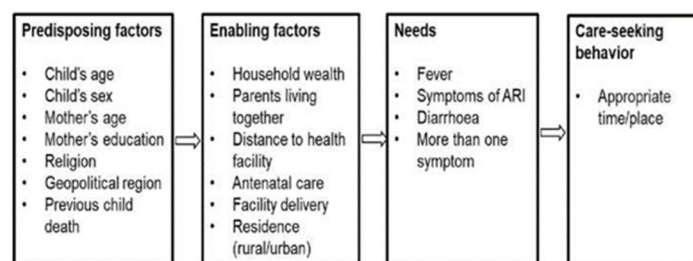 Predisposing factors
• Child's age
• Child's sex
• Mother's age
• Mother's education
• Religion
• Geopolitical region
• Previous child
death
Enabling factors
• Household wealth
• Parents living
together
• Distance to health
facility
• Antenatal care
• Facility delivery
• Residence
(rural/urban)
Needs
• Fever
• Symptoms of ARI
• Diarrhoea
• More than one
symptom
Care-seeking
behavior
• Appropriate
time/place